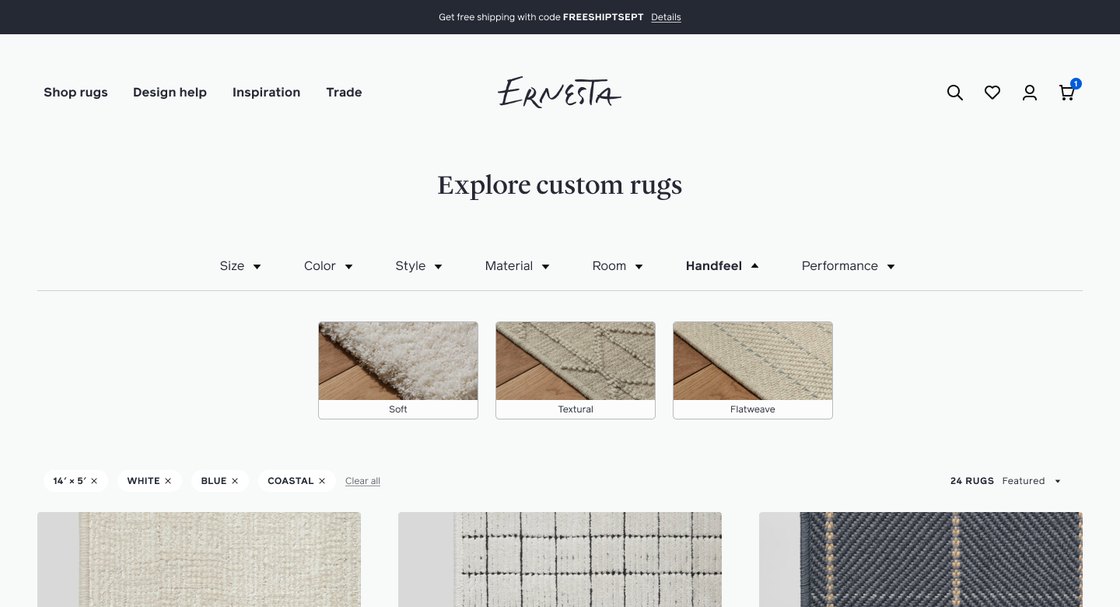 Get free shipping with code FREESHIPTSEPT Details
Shop rugs Design help Inspiration Trade ERNESTA 1
Explore custom rugs
Size Color Style Material Room Handfeel Performance
Soft Textural Flatweave
14′ × 5′ × WHITE × BLUE × COASTAL × Clear all 24 RUGS Featured